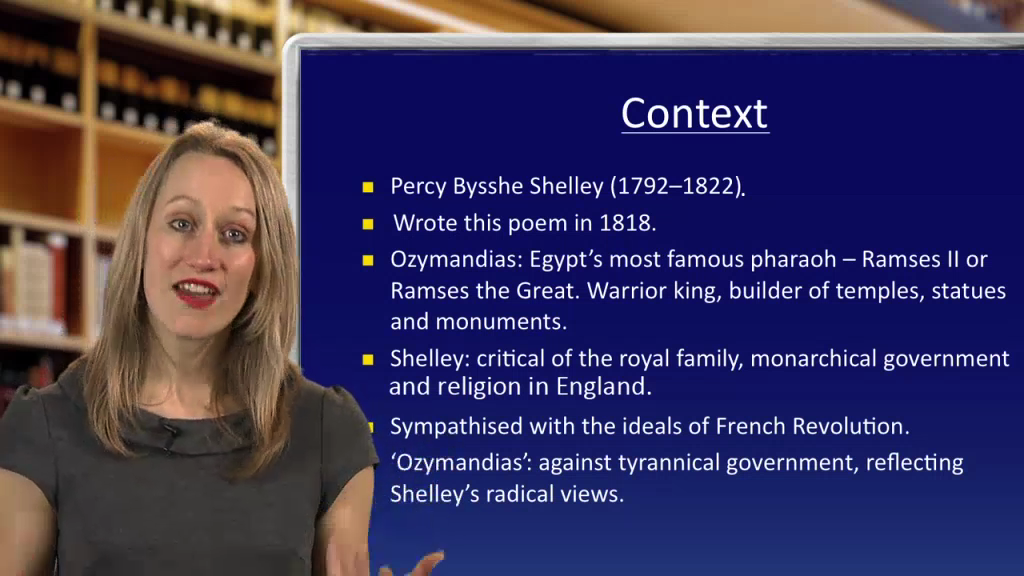 Context
Percy Bysshe Shelley (1792–1822).
Wrote this poem in 1818.
Ozymandias: Egypt’s most famous pharaoh – Ramses II or
Ramses the Great. Warrior king, builder of temples, statues
and monuments.
Shelley: critical of the royal family, monarchical government
and religion in England.
Sympathised with the ideals of French Revolution.
‘Ozymandias’: against tyrannical government, reflecting
Shelley’s radical views.